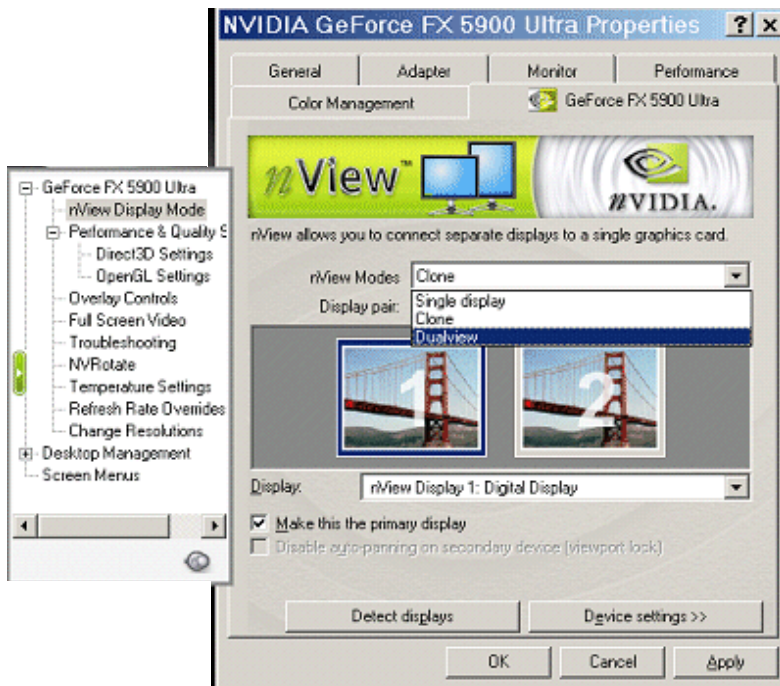 NVIDIA GeForce FX 5900 Ultra Properties
General Adapter Monitor Performance
Color Management GeForce FX 5900 Ultra
nView™ NVIDIA.
nView allows you to connect separate displays to a single graphics card.
nView Modes Clone
Display pair:
Single display
Clone
Dualview
1 2
Display: nView Display 1: Digital Display
Make this the primary display
Disable auto-panning on secondary device (viewport lock)
Detect displays Device settings >>
OK Cancel Apply
GeForce FX 5900 Ultra
nView Display Mode
Performance & Quality S
Direct3D Settings
OpenGL Settings
Overlay Controls
Full Screen Video
Troubleshooting
NVRotate
Temperature Settings
Refresh Rate Overrides
Change Resolutions
Desktop Management
Screen Menus